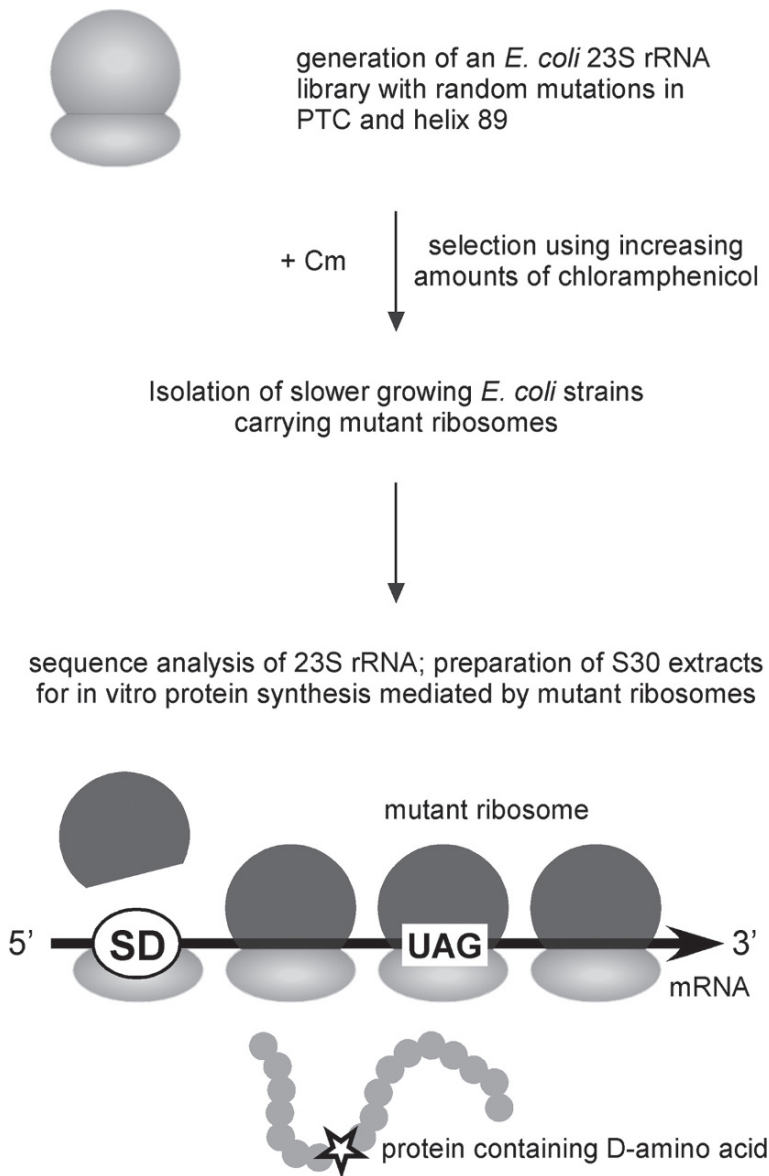 generation of an E. coli 23S rRNA
library with random mutations in
PTC and helix 89
+ Cm
selection using increasing
amounts of chloramphenicol
Isolation of slower growing E. coli strains
carrying mutant ribosomes
sequence analysis of 23S rRNA; preparation of S30 extracts
for in vitro protein synthesis mediated by mutant ribosomes
mutant ribosome
5’ SD UAG 3’
mRNA
protein containing D-amino acid